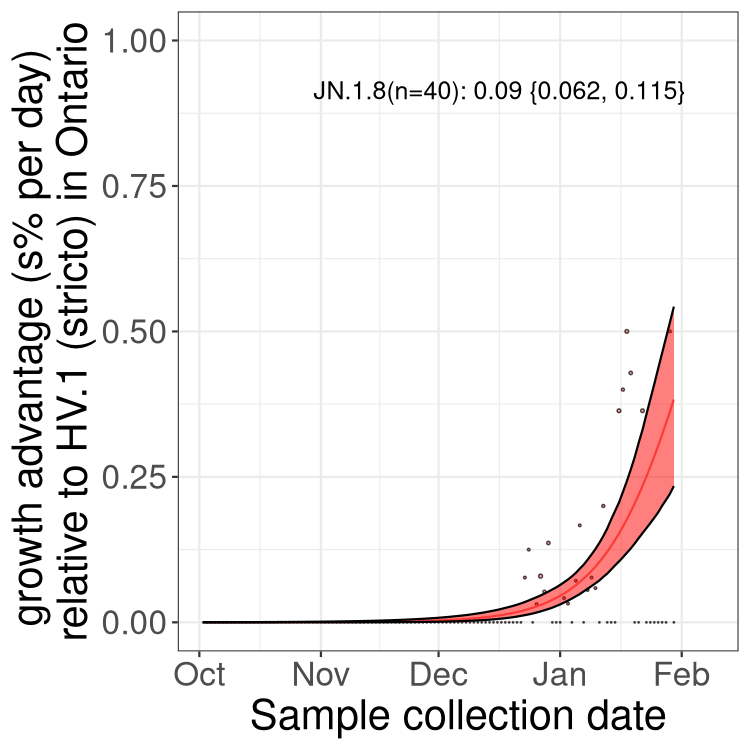 growth advantage (s% per day)
relative to HV.1 (stricto) in Ontario
1.00
JN.1.8(n=40): 0.09 {0.062, 0.115}
0.75
0.50
0.25
0.00
Oct Nov Dec Jan Feb
Sample collection date